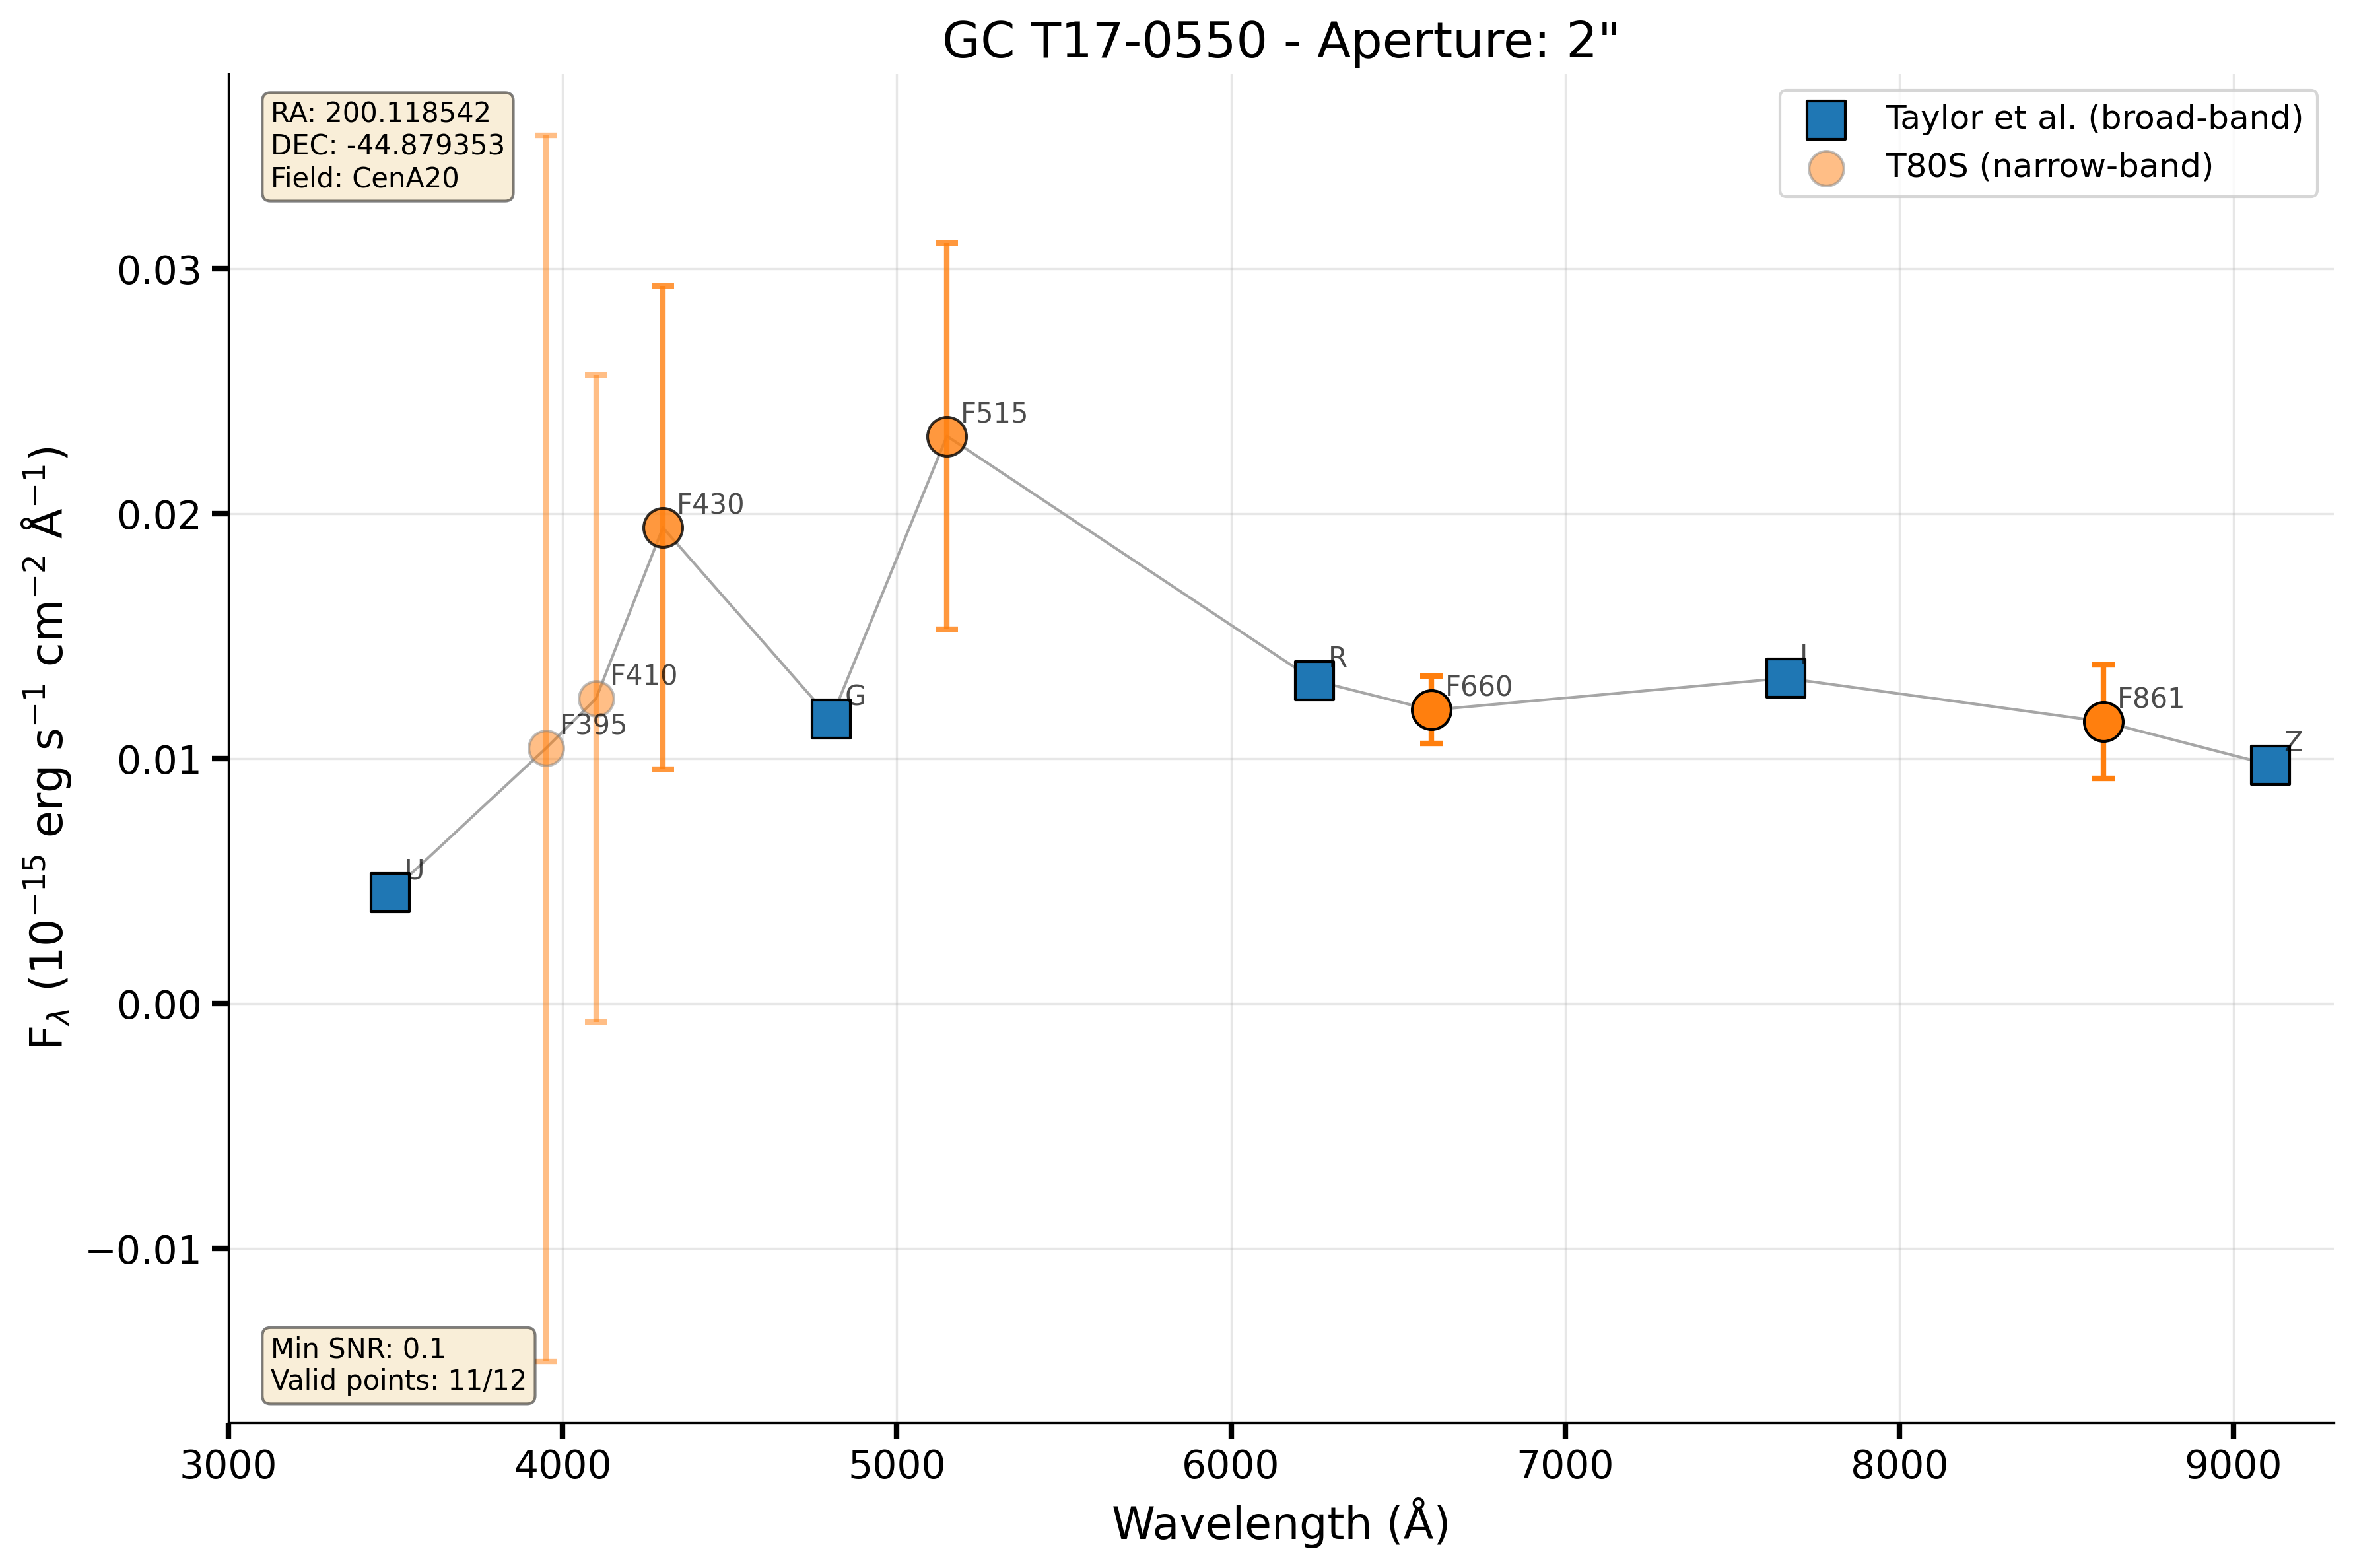 GC T17-0550 - Aperture: 2"
RA: 200.118542
DEC: -44.879353
Field: CenA20
Taylor et al. (broad-band)
T80S (narrow-band)
F515
F430
F410
F395
G
U
R
F660
I
F861
Z
0.03
0.02
0.01
0.00
−0.01
F_λ (10⁻¹⁵ erg s⁻¹ cm⁻² Å⁻¹)
Min SNR: 0.1
Valid points: 11/12
3000 4000 5000 6000 7000 8000 9000
Wavelength (Å)